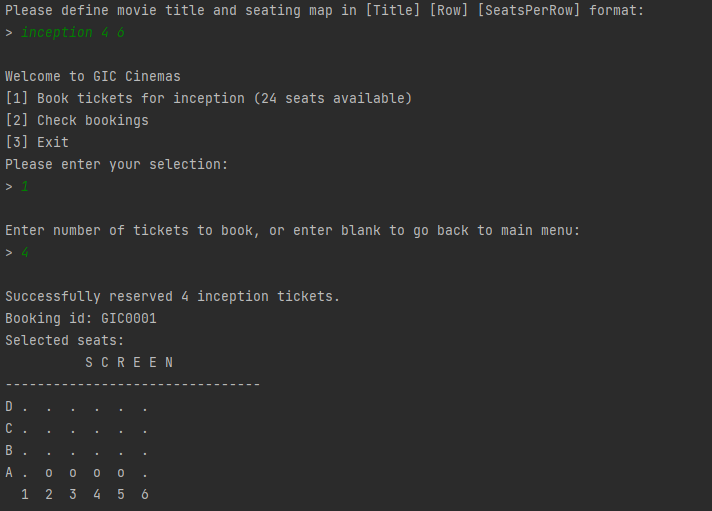 Please define movie title and seating map in [Title] [Row] [SeatsPerRow] format:
> inception 4 6

Welcome to GIC Cinemas
[1] Book tickets for inception (24 seats available)
[2] Check bookings
[3] Exit
Please enter your selection:
> 1

Enter number of tickets to book, or enter blank to go back to main menu:
> 4

Successfully reserved 4 inception tickets.
Booking id: GIC0001
Selected seats:
          S C R E E N
--------------------------------
D .  .  .  .  .  .
C .  .  .  .  .  .
B .  .  .  .  .  .
A .  o  o  o  o  .
  1  2  3  4  5  6